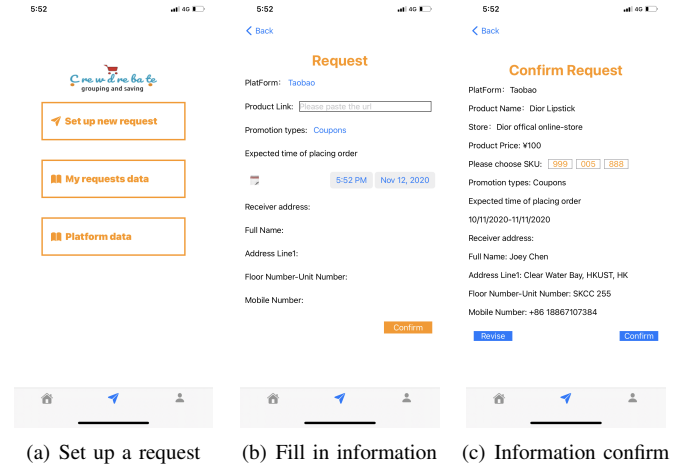 5:52
4G
Crewdrebate
grouping and saving
Set up new request
My requests data
Platform data
(a) Set up a request
5:52
4G
Back
Request
PlatForm: Taobao
Product Link: Please paste the url
Promotion types: Coupons
Expected time of placing order
5:52 PM Nov 12, 2020
Receiver address:
Full Name:
Address Line1:
Floor Number-Unit Number:
Mobile Number:
Confirm
(b) Fill in information
5:52
4G
Back
Confirm Request
PlatForm: Taobao
Product Name: Dior Lipstick
Store: Dior offical online-store
Product Price: ¥100
Please choose SKU: 999 005 888
Promotion types: Coupons
Expected time of placing order
10/11/2020-11/11/2020
Receiver address:
Full Name: Joey Chen
Address Line1: Clear Water Bay, HKUST, HK
Floor Number-Unit Number: SKCC 255
Mobile Number: +86 18867107384
Revise Confirm
(c) Information confirm